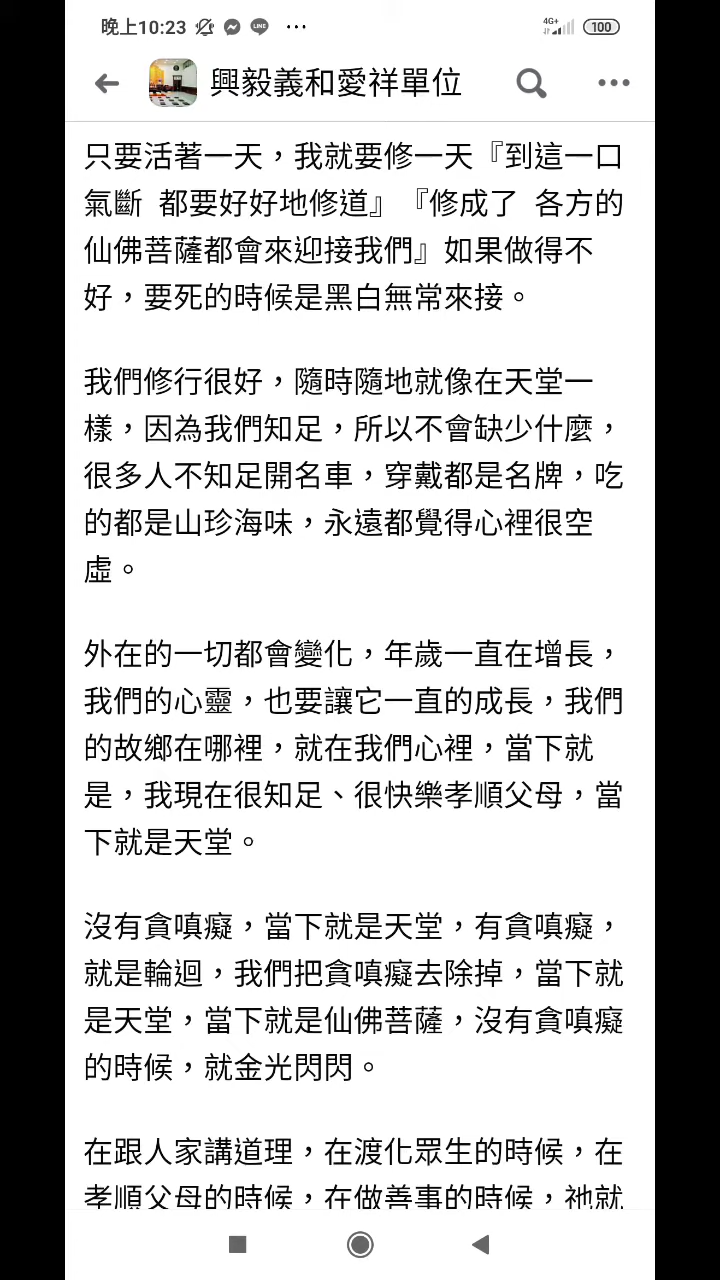 晚上10:23 LINE ... 4G+ 100
興毅義和愛祥單位
只要活著一天，我就要修一天『到這一口
氣斷 都要好好地修道』『修成了 各方的
仙佛菩薩都會來迎接我們』如果做得不
好，要死的時候是黑白無常來接。
我們修行很好，隨時隨地就像在天堂一
樣，因為我們知足，所以不會缺少什麼，
很多人不知足開名車，穿戴都是名牌，吃
的都是山珍海味，永遠都覺得心裡很空
虛。
外在的一切都會變化，年歲一直在增長，
我們的心靈，也要讓它一直的成長，我們
的故鄉在哪裡，就在我們心裡，當下就
是，我現在很知足、很快樂孝順父母，當
下就是天堂。
沒有貪嗔癡，當下就是天堂，有貪嗔癡，
就是輪迴，我們把貪嗔癡去除掉，當下就
是天堂，當下就是仙佛菩薩，沒有貪嗔癡
的時候，就金光閃閃。
在跟人家講道理，在渡化眾生的時候，在
孝順父母的時候，在做善事的時候，祂就